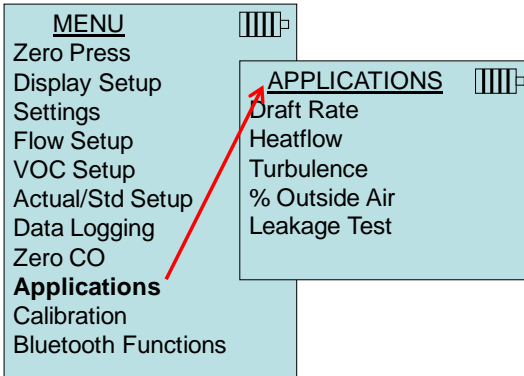 MENU
Zero Press
Display Setup
Settings
Flow Setup
VOC Setup
Actual/Std Setup
Data Logging
Zero CO
Applications
Calibration
Bluetooth Functions
APPLICATIONS
Draft Rate
Heatflow
Turbulence
% Outside Air
Leakage Test